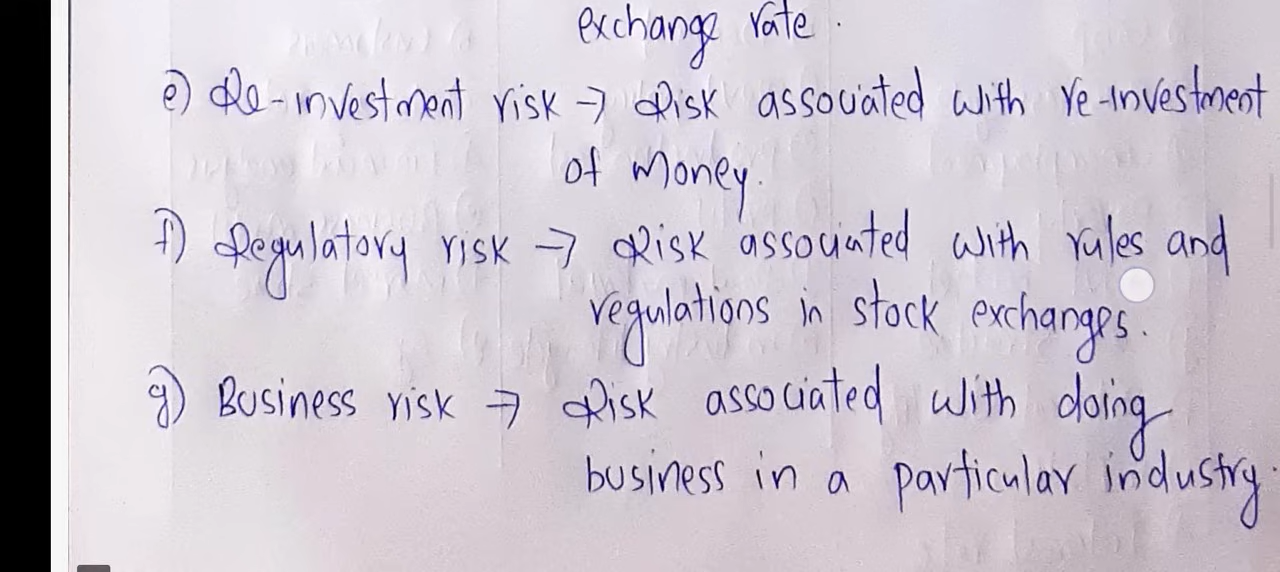 exchange rate.
e) Re-investment risk → Risk associated with re-investment
of Money.
f) Regulatory risk → Risk associated with rules and
regulations in stock exchanges.
g) Business risk → Risk associated with doing
business in a particular industry.